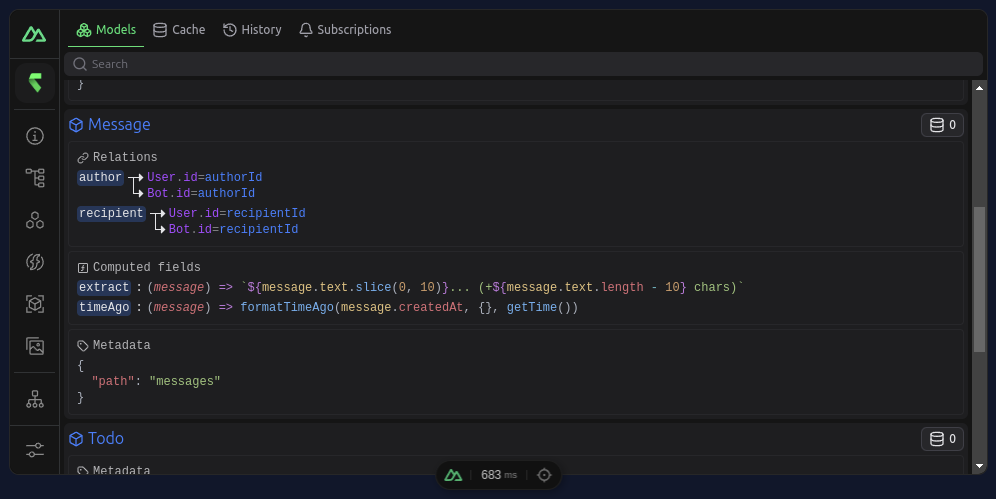 Models Cache History Subscriptions
Search
}
Message 0
Relations
author User.id=authorId
Bot.id=authorId
recipient User.id=recipientId
Bot.id=recipientId
Computed fields
extract : (message) => `${message.text.slice(0, 10)}... (+${message.text.length - 10} chars)`
timeAgo : (message) => formatTimeAgo(message.createdAt, {}, getTime())
Metadata
{
"path": "messages"
}
Todo 0
Metadata
683 ms